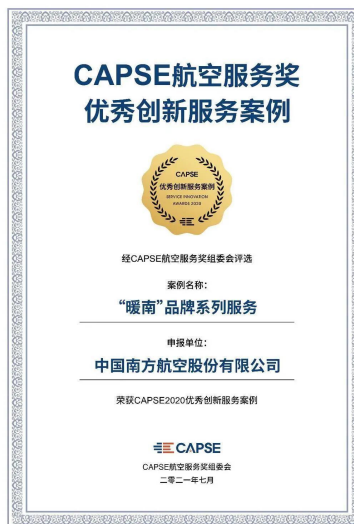 CAPSE航空服务奖
优秀创新服务案例
CAPSE
优秀创新服务案例
SERVICE INNOVATION
AWARDS 2020
经CAPSE航空服务奖组委会评选
案例名称：
“暖南”品牌系列服务
申报单位：
中国南方航空股份有限公司
荣获CAPSE2020优秀创新服务案例
CAPSE
CAPSE航空服务奖组委会
二零二一年七月